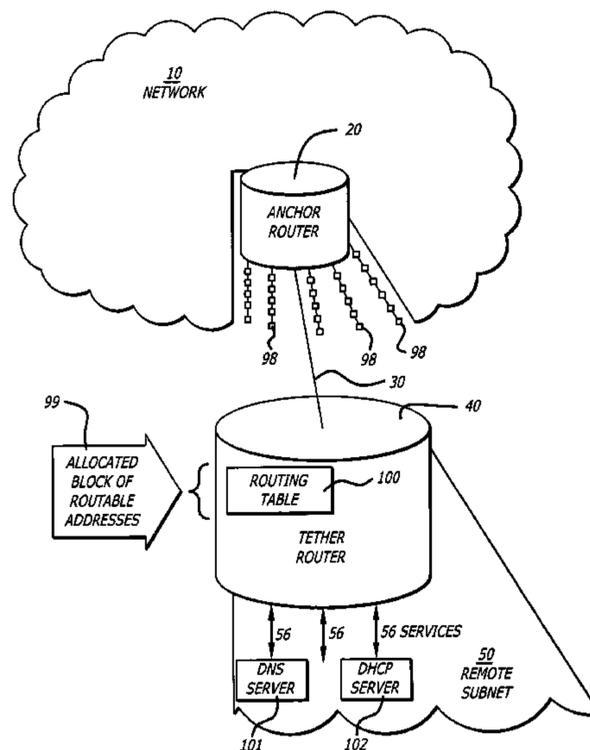 10
NETWORK
20
ANCHOR
ROUTER
98
98
98
30
99
40
ALLOCATED
BLOCK OF
ROUTABLE
ADDRESSES
ROUTING
TABLE
100
TETHER
ROUTER
56
56
56 SERVICES
DNS
SERVER
DHCP
SERVER
50
REMOTE
SUBNET
101
102